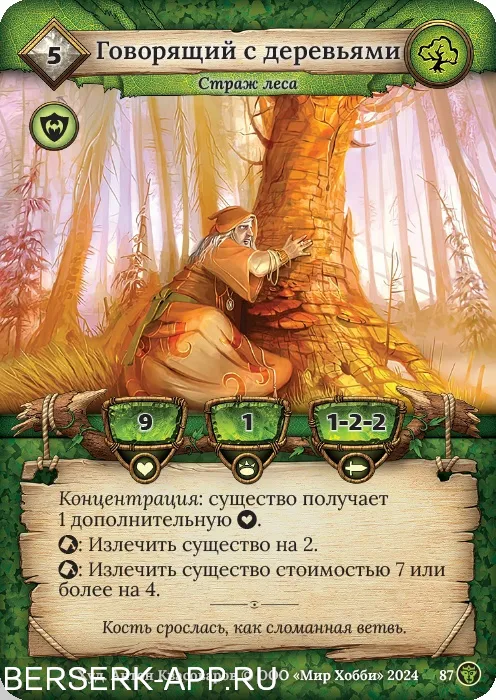 5
Говорящий с деревьями
Страж леса
9
1
1-2-2
Концентрация: существо получает
1 дополнительную .
: Излечить существо на 2.
: Излечить существо стоимостью 7 или
более на 4.
Кость срослась, как сломанная ветвь.
Худ. Антон © ООО «Мир Хобби» 2024 87
BERSERK-APP.RU